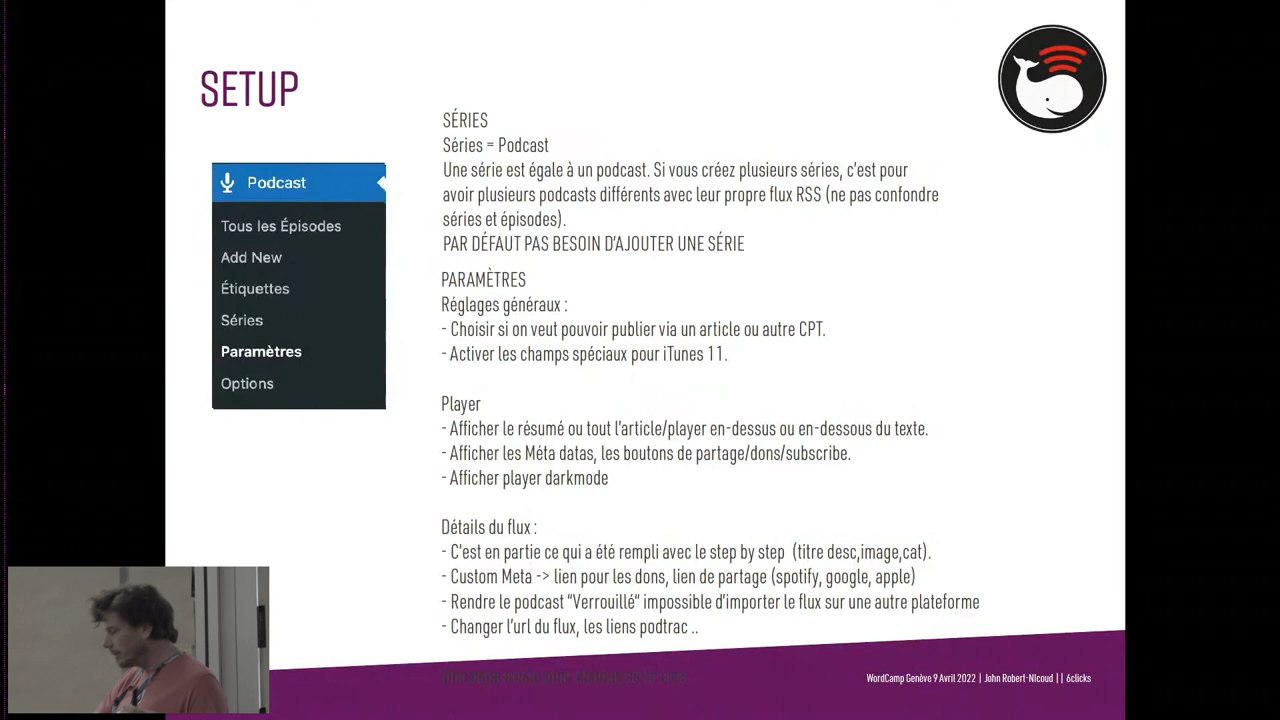 SETUP
Podcast
Tous les Épisodes
Add New
Étiquettes
Séries
Paramètres
Options
SÉRIES
Séries = Podcast
Une série est égale à un podcast. Si vous créez plusieurs séries, c'est pour
avoir plusieurs podcasts différents avec leur propre flux RSS (ne pas confondre
séries et épisodes).
PAR DÉFAUT PAS BESOIN D'AJOUTER UNE SÉRIE
PARAMÈTRES
Réglages généraux :
- Choisir si on veut pouvoir publier via un article ou autre CPT.
- Activer les champs spéciaux pour iTunes 11.
Player
- Afficher le résumé ou tout l'article/player en-dessus ou en-dessous du texte.
- Afficher les Méta datas, les boutons de partage/dons/subscribe.
- Afficher player darkmode
Détails du flux :
- C'est en partie ce qui a été rempli avec le step by step (titre desc,image,cat).
- Custom Meta -> lien pour les dons, lien de partage (spotify, google, apple)
- Rendre le podcast "Verrouillé" impossible d'importer le flux sur une autre plateforme
- Changer l'url du flux, les liens podtrac ..
WordCamp Genève 9 Avril 2022 | John Robert-NIcoud | | 6clicks